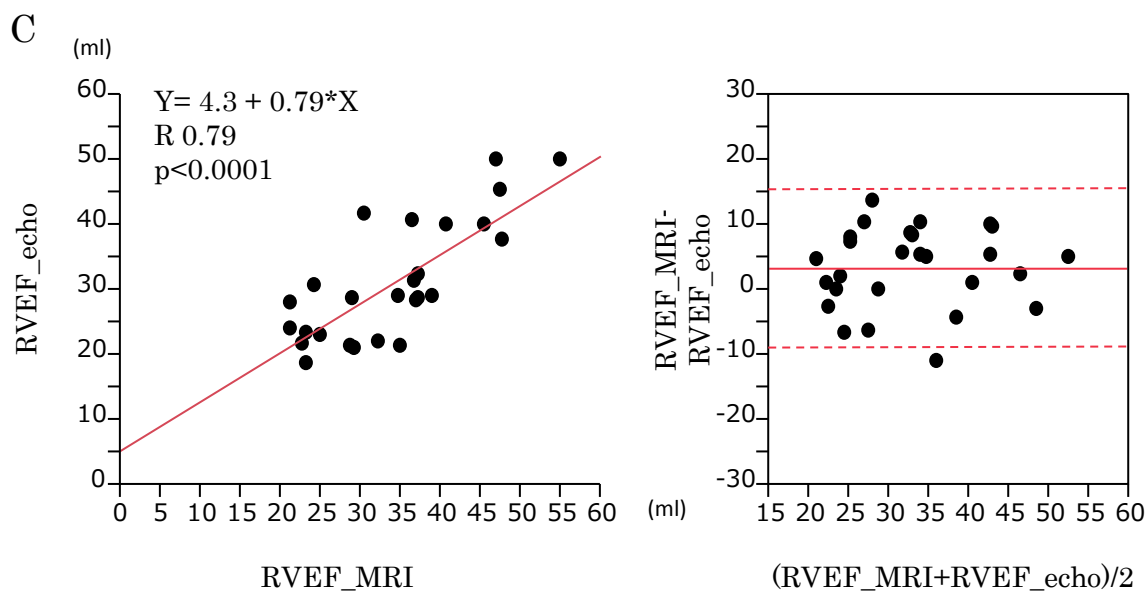 C
(ml)
60
50
40
30
20
10
0
Y= 4.3 + 0.79*X
R 0.79
p<0.0001
RVEF_echo
0 5 10 15 20 25 30 35 40 45 50 55 60
(ml)
RVEF_MRI
30
20
10
0
-10
-20
-30
RVEF_MRI-
RVEF_echo
15 20 25 30 35 40 45 50 55 60
(RVEF_MRI+RVEF_echo)/2